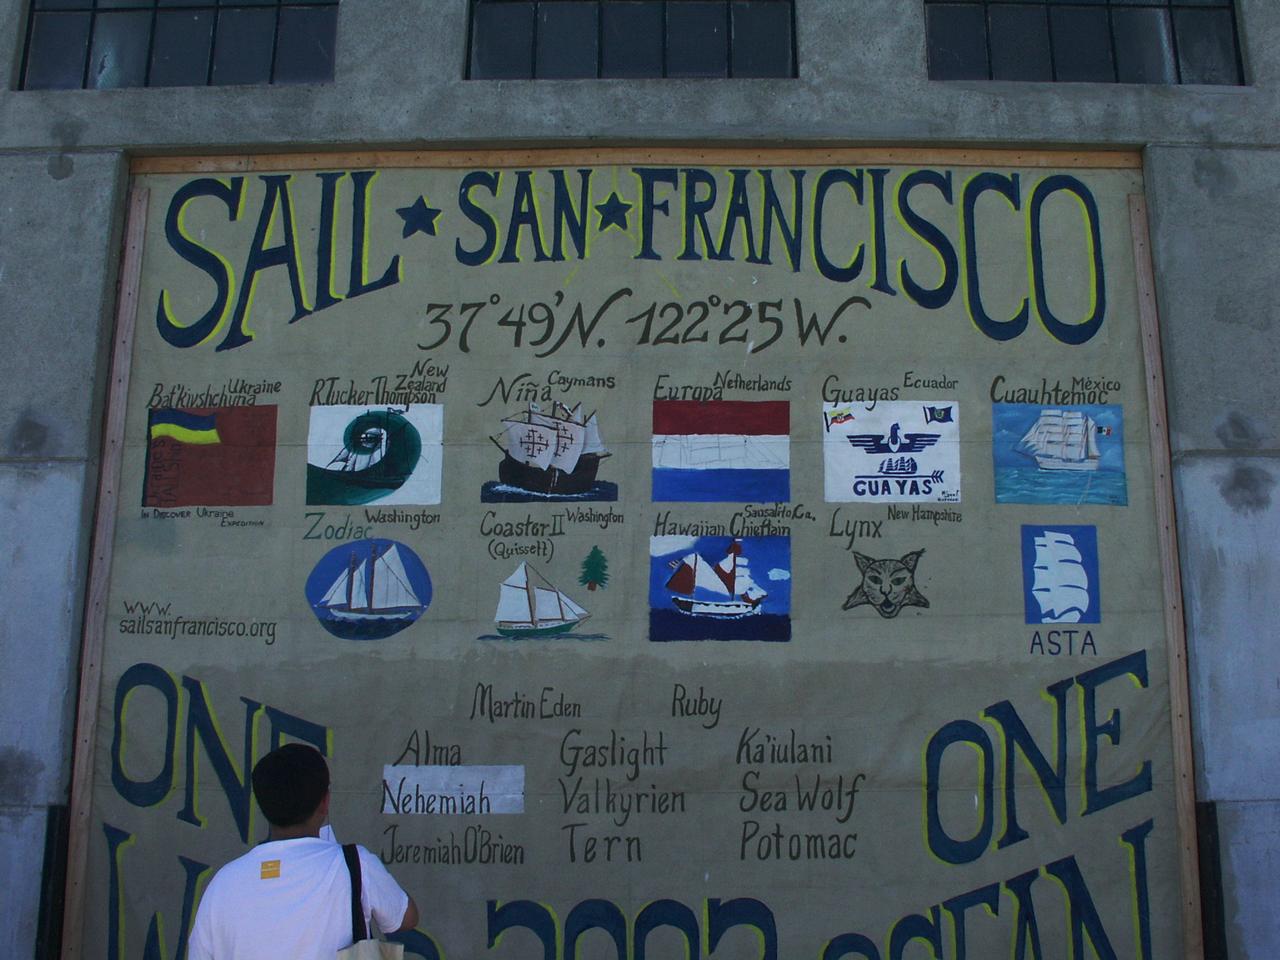 SAIL ★ SAN ★ FRANCISCO
37°49'N. 122°25W.
Bat'kivshchyna Ukraine
R Tucker Thompson New Zealand
Niña Caymans
Europa Netherlands
Guayas Ecuador
Cuauhtemoc México
GUAYAS
IN DISCOVER Ukraine
EXPEDITION
Zodiac Washington
Coaster II Washington
(Quissett)
Hawaiian Chieftain Sausalito, Ca.
Lynx New Hampshire
www.
sailsanfrancisco.org
ASTA
Martin Eden Ruby
Alma Gaslight Ka'iulani
Nehemiah Valkyrien Sea Wolf
Jeremiah O'Brien Tern Potomac
ONE ONE
2002 OCEAN